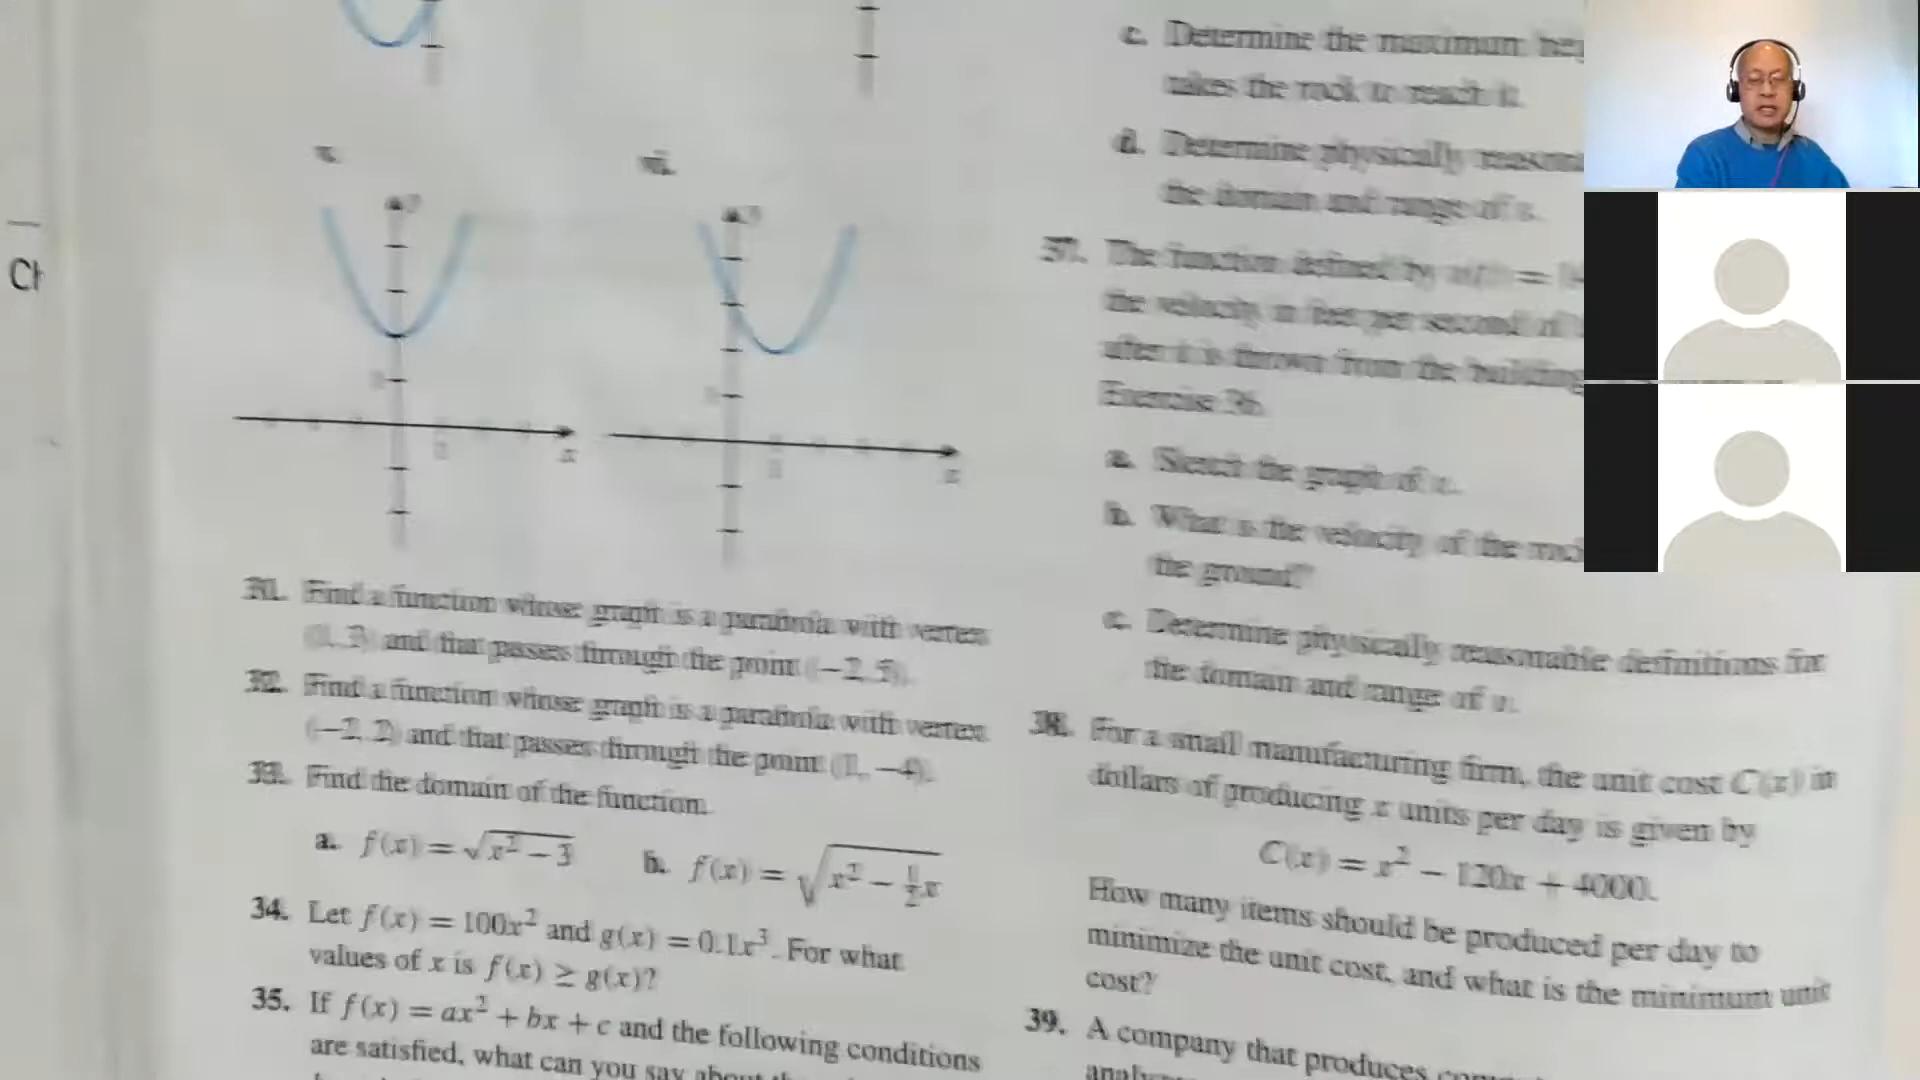 Ch
c. Determine the maximum
takes the rock to reach it.
d. Determine physically
the domain and range of s.
v.
vi.
y
y
x
x
31. Find a function whose graph is a parabola with vertex
(1, 3) and that passes through the point (−2, 5).
32. Find a function whose graph is a parabola with vertex
(−2, 2) and that passes through the point (1, −4).
33. Find the domain of the function.
a. f(x) = √(x² − 3) b. f(x) = √(x² − ½x)
34. Let f(x) = 100x² and g(x) = 0.1x³. For what
values of x is f(x) ≥ g(x)?
35. If f(x) = ax² + bx + c and the following conditions
are satisfied, what can you say about
37. The function defined by v(t) =
the velocity in feet per second of
after it is thrown from the building
Exercise 36.
a. Sketch the graph of v.
b. What is the velocity of the rock
the ground?
c. Determine physically reasonable definitions for
the domain and range of v.
38. For a small manufacturing firm, the unit cost C(x) in
dollars of producing x units per day is given by
C(x) = x² − 120x + 4000.
How many items should be produced per day to
minimize the unit cost, and what is the minimum unit
cost?
39. A company that produces